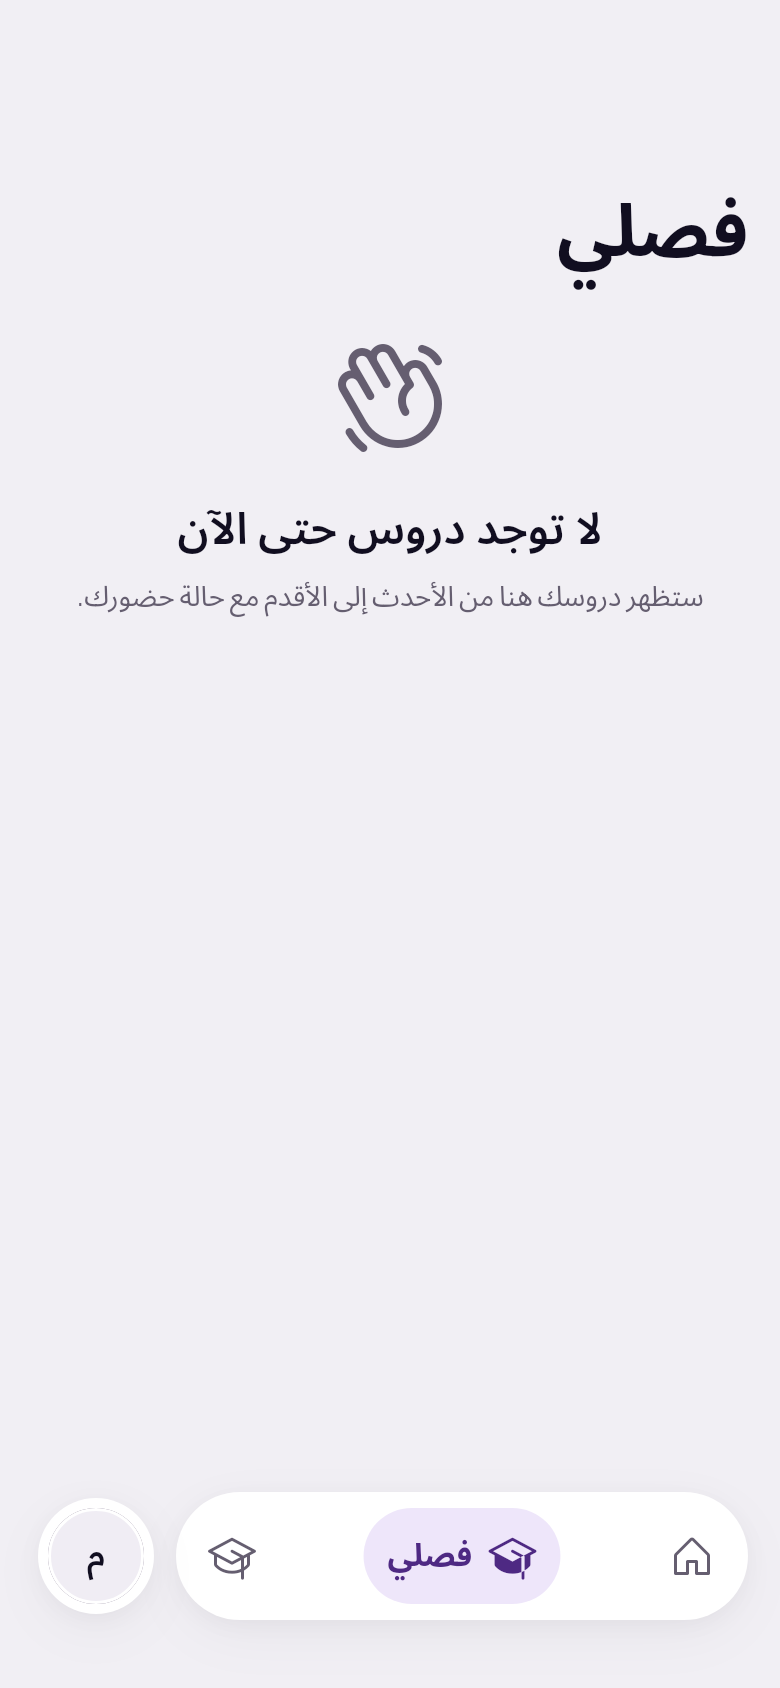 فصلي
لا توجد دروس حتى الآن
ستظهر دروسك هنا من الأحدث إلى الأقدم مع حالة حضورك.
فصلي
م